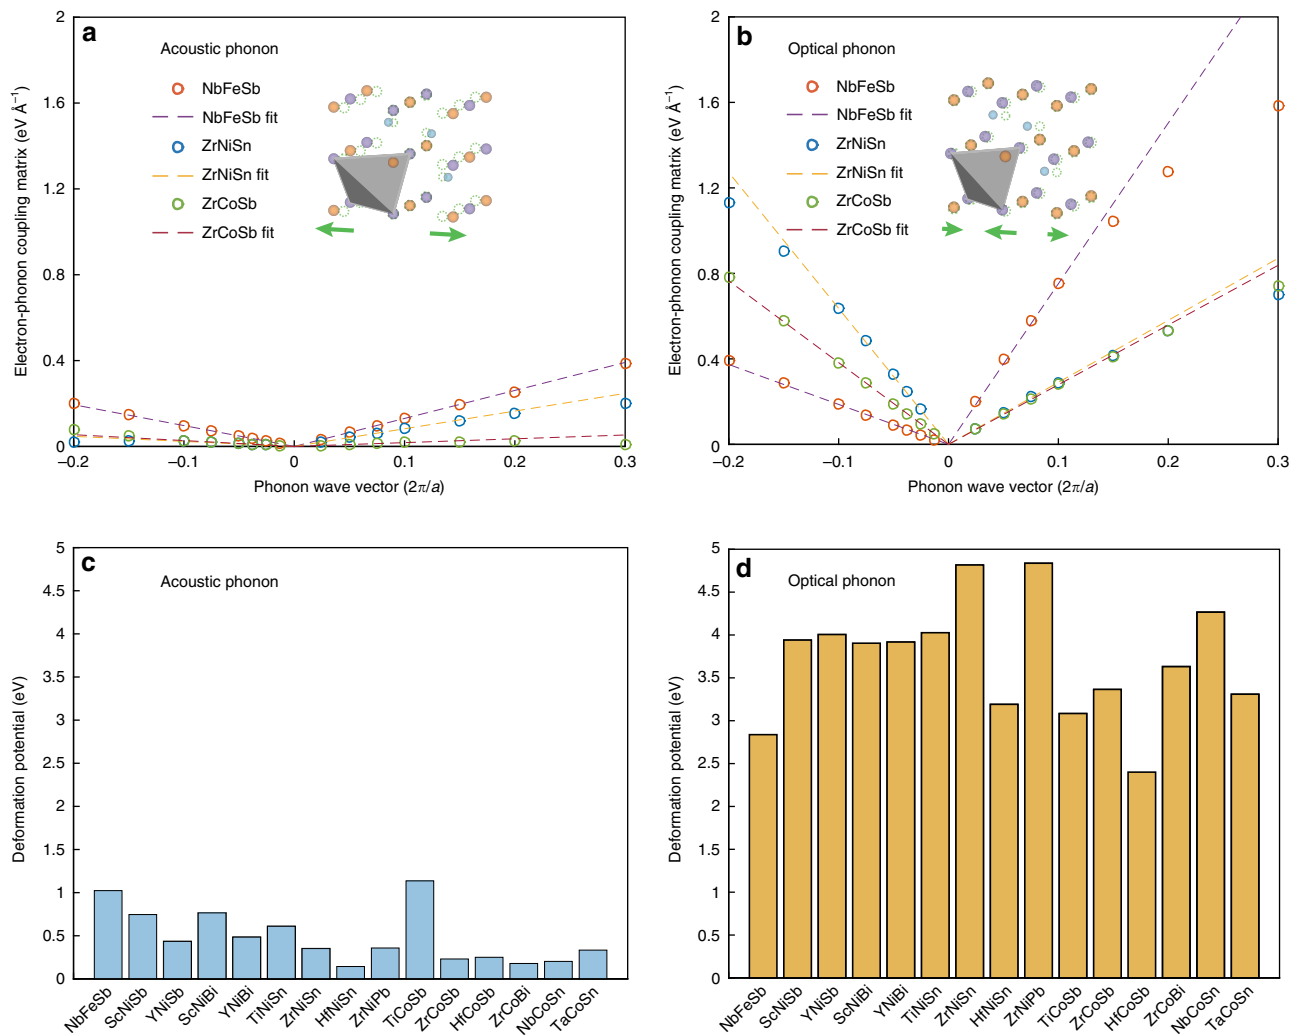 a
Acoustic phonon
NbFeSb
NbFeSb fit
ZrNiSn
ZrNiSn fit
ZrCoSb
ZrCoSb fit
Electron-phonon coupling matrix (eV Å⁻¹)
2
1.6
1.2
0.8
0.4
0
–0.2
–0.1
0
0.1
0.2
0.3
Phonon wave vector (2π/a)
b
Optical phonon
NbFeSb
NbFeSb fit
ZrNiSn
ZrNiSn fit
ZrCoSb
ZrCoSb fit
Electron-phonon coupling matrix (eV Å⁻¹)
2
1.6
1.2
0.8
0.4
0
–0.2
–0.1
0
0.1
0.2
0.3
Phonon wave vector (2π/a)
c
Acoustic phonon
Deformation potential (eV)
5
4.5
4
3.5
3
2.5
2
1.5
1
0.5
0
NbFeSb
ScNiSb
YNiSb
ScNiBi
YNiBi
TiNiSn
ZrNiSn
HfNiSn
ZrNiPb
TiCoSb
ZrCoSb
HfCoSb
ZrCoBi
NbCoSn
TaCoSn
d
Optical phonon
Deformation potential (eV)
5
4.5
4
3.5
3
2.5
2
1.5
1
0.5
0
NbFeSb
ScNiSb
YNiSb
ScNiBi
YNiBi
TiNiSn
ZrNiSn
HfNiSn
ZrNiPb
TiCoSb
ZrCoSb
HfCoSb
ZrCoBi
NbCoSn
TaCoSn